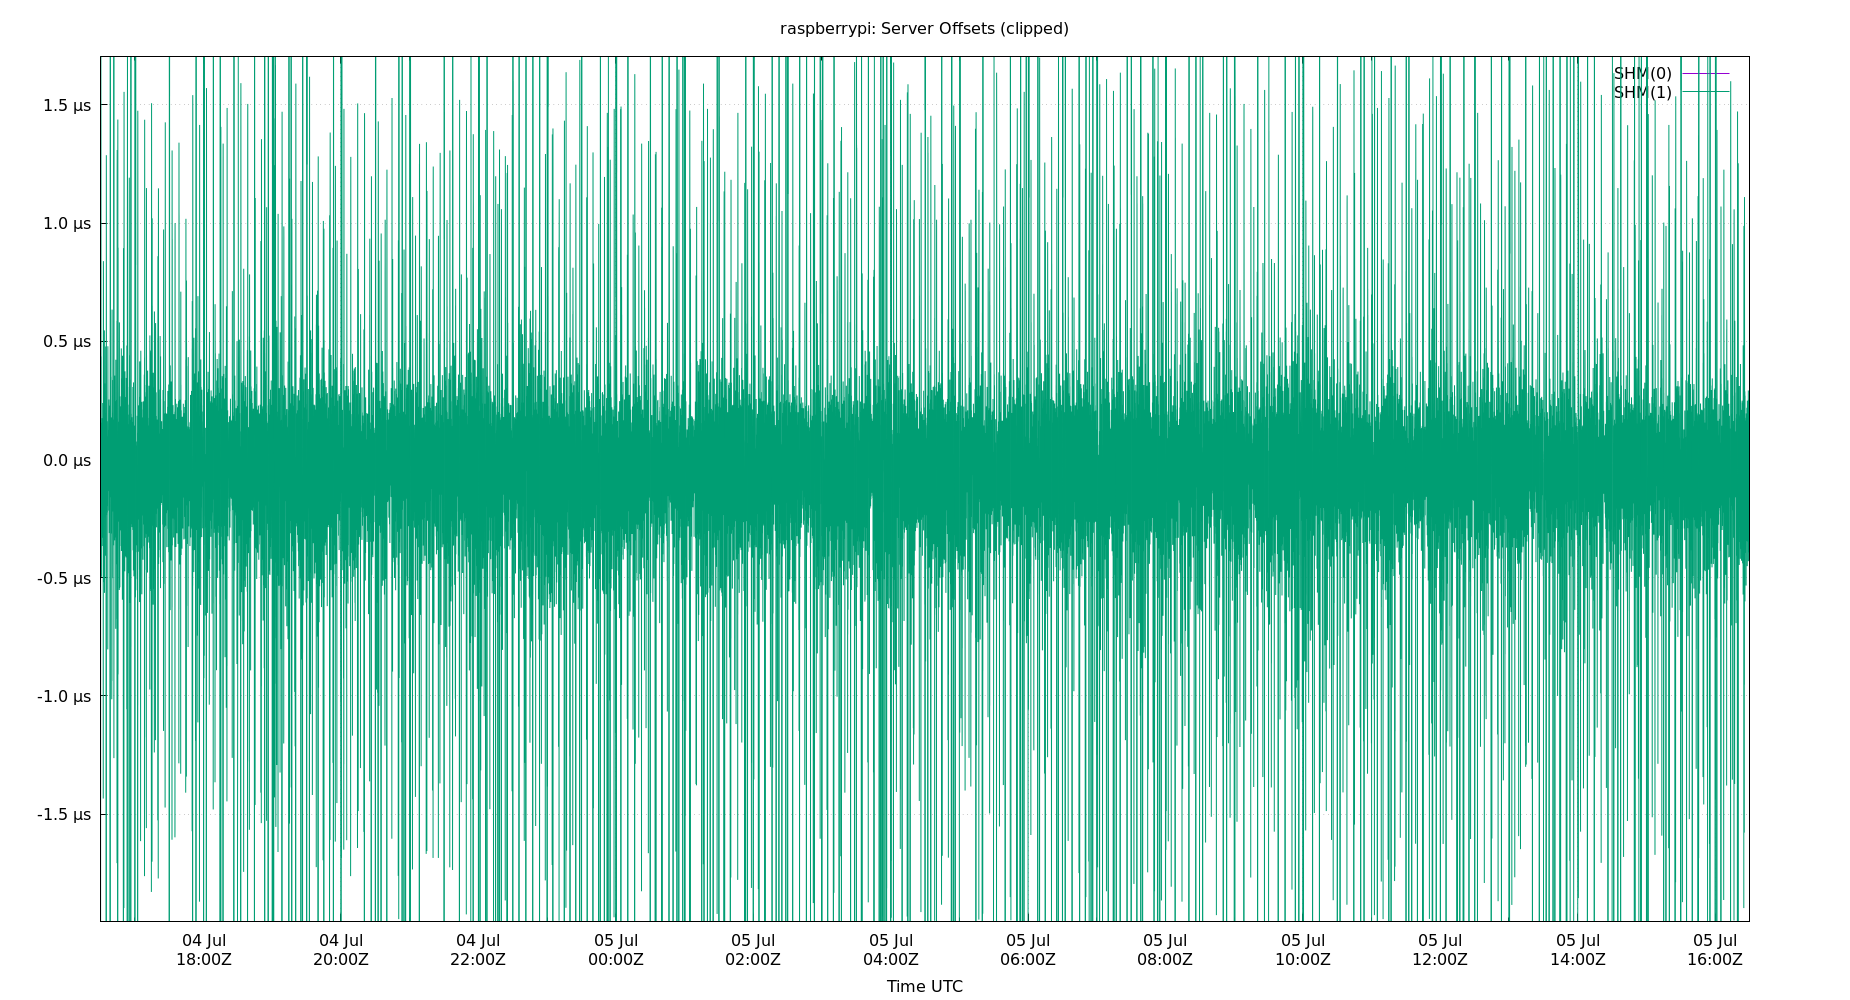 raspberrypi: Server Offsets (clipped)
SHM(0)
SHM(1)
1.5 µs
1.0 µs
0.5 µs
0.0 µs
-0.5 µs
-1.0 µs
-1.5 µs
04 Jul 04 Jul 04 Jul 05 Jul 05 Jul 05 Jul 05 Jul 05 Jul 05 Jul 05 Jul 05 Jul 05 Jul
18:00Z 20:00Z 22:00Z 00:00Z 02:00Z 04:00Z 06:00Z 08:00Z 10:00Z 12:00Z 14:00Z 16:00Z
Time UTC